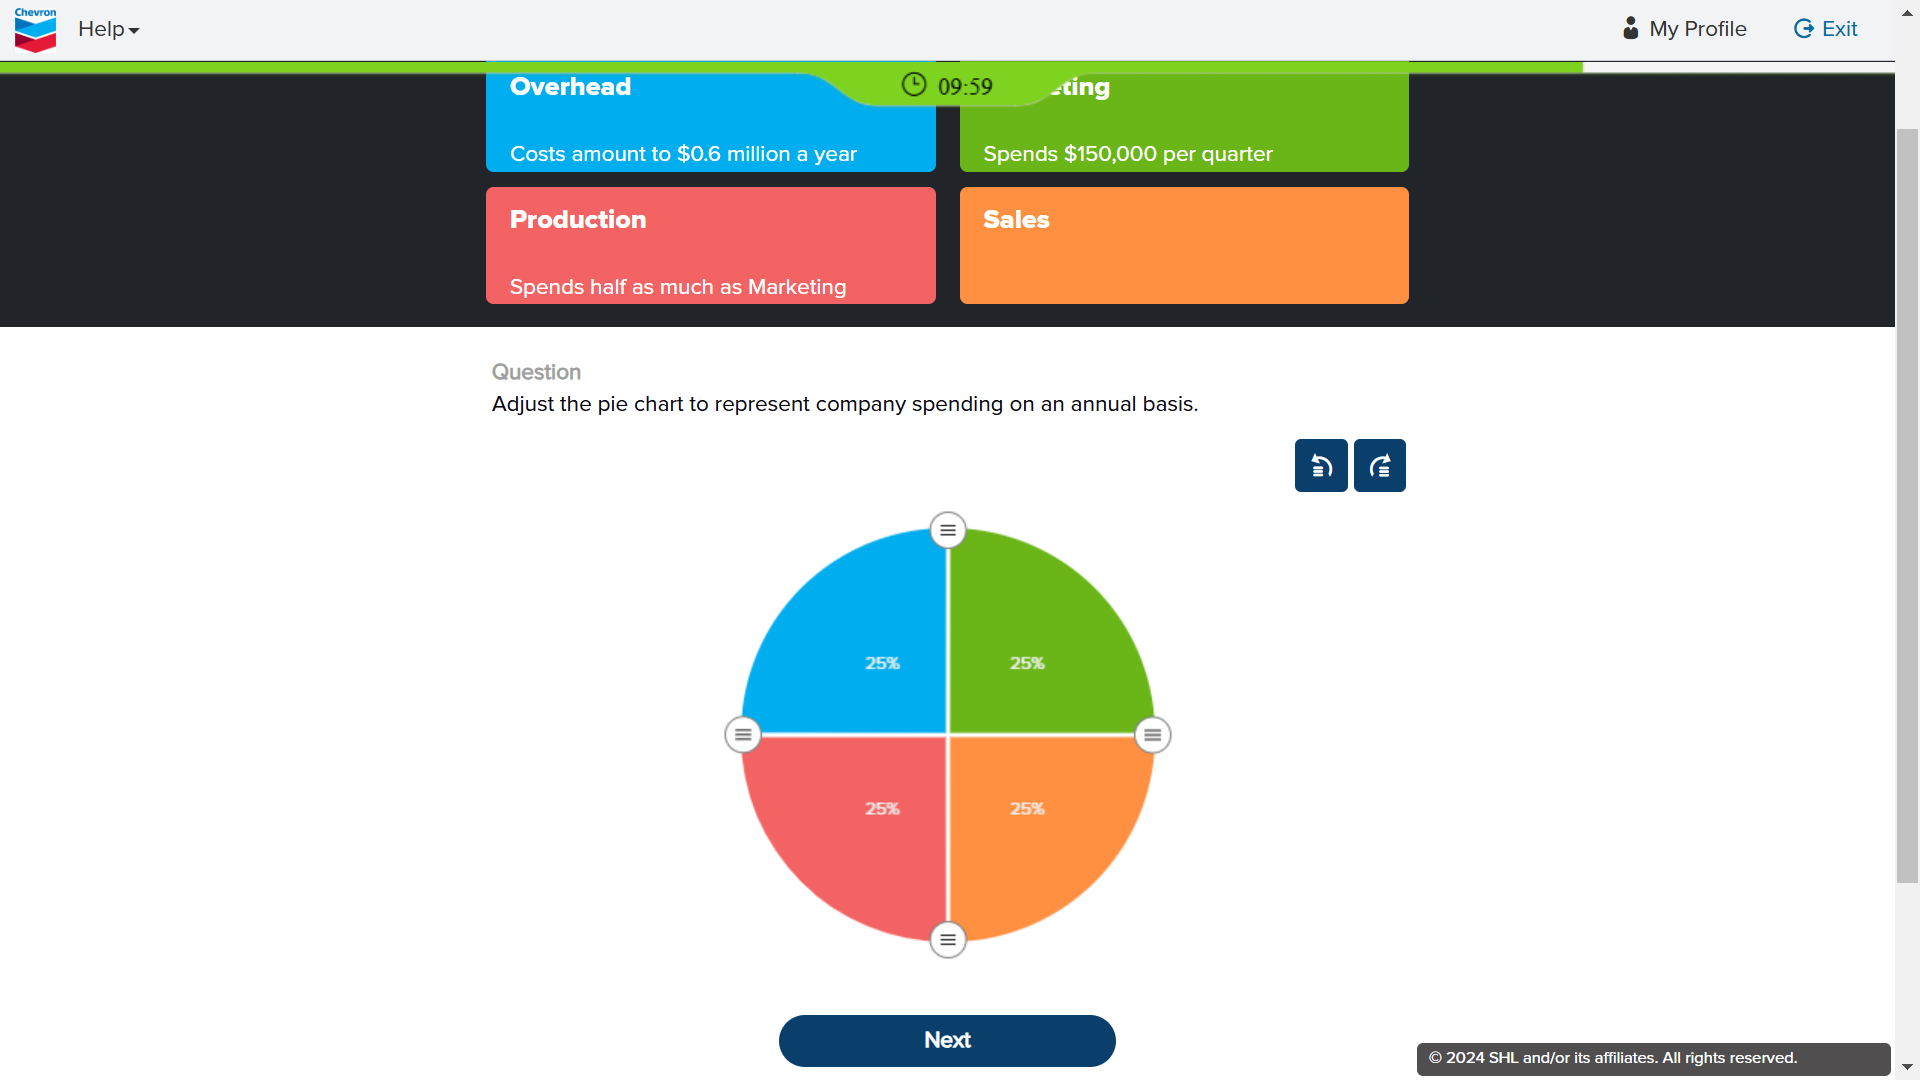 Chevron
Help
My Profile
Exit
09:59
Overhead
Costs amount to $0.6 million a year
eting
Spends $150,000 per quarter
Production
Spends half as much as Marketing
Sales
Question
Adjust the pie chart to represent company spending on an annual basis.
25%
25%
25%
25%
Next
© 2024 SHL and/or its affiliates. All rights reserved.